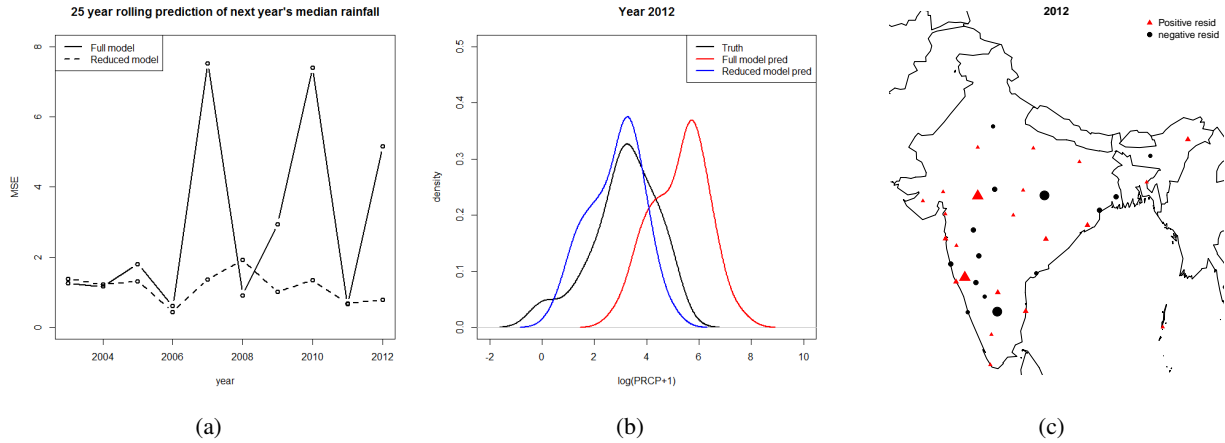 25 year rolling prediction of next year's median rainfall
Full model
Reduced model
MSE
8
6
4
2
0
2004 2006 2008 2010 2012
year
(a)
Year 2012
Truth
Full model pred
Reduced model pred
density
0.5
0.4
0.3
0.2
0.1
0.0
-2 0 2 4 6 8 10
log(PRCP+1)
(b)
2012
Positive resid
negative resid
(c)